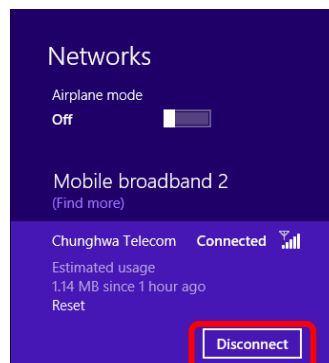 Networks
Airplane mode
Off
Mobile broadband 2
(Find more)
Chunghwa Telecom Connected
Estimated usage
1.14 MB since 1 hour ago
Reset
Disconnect